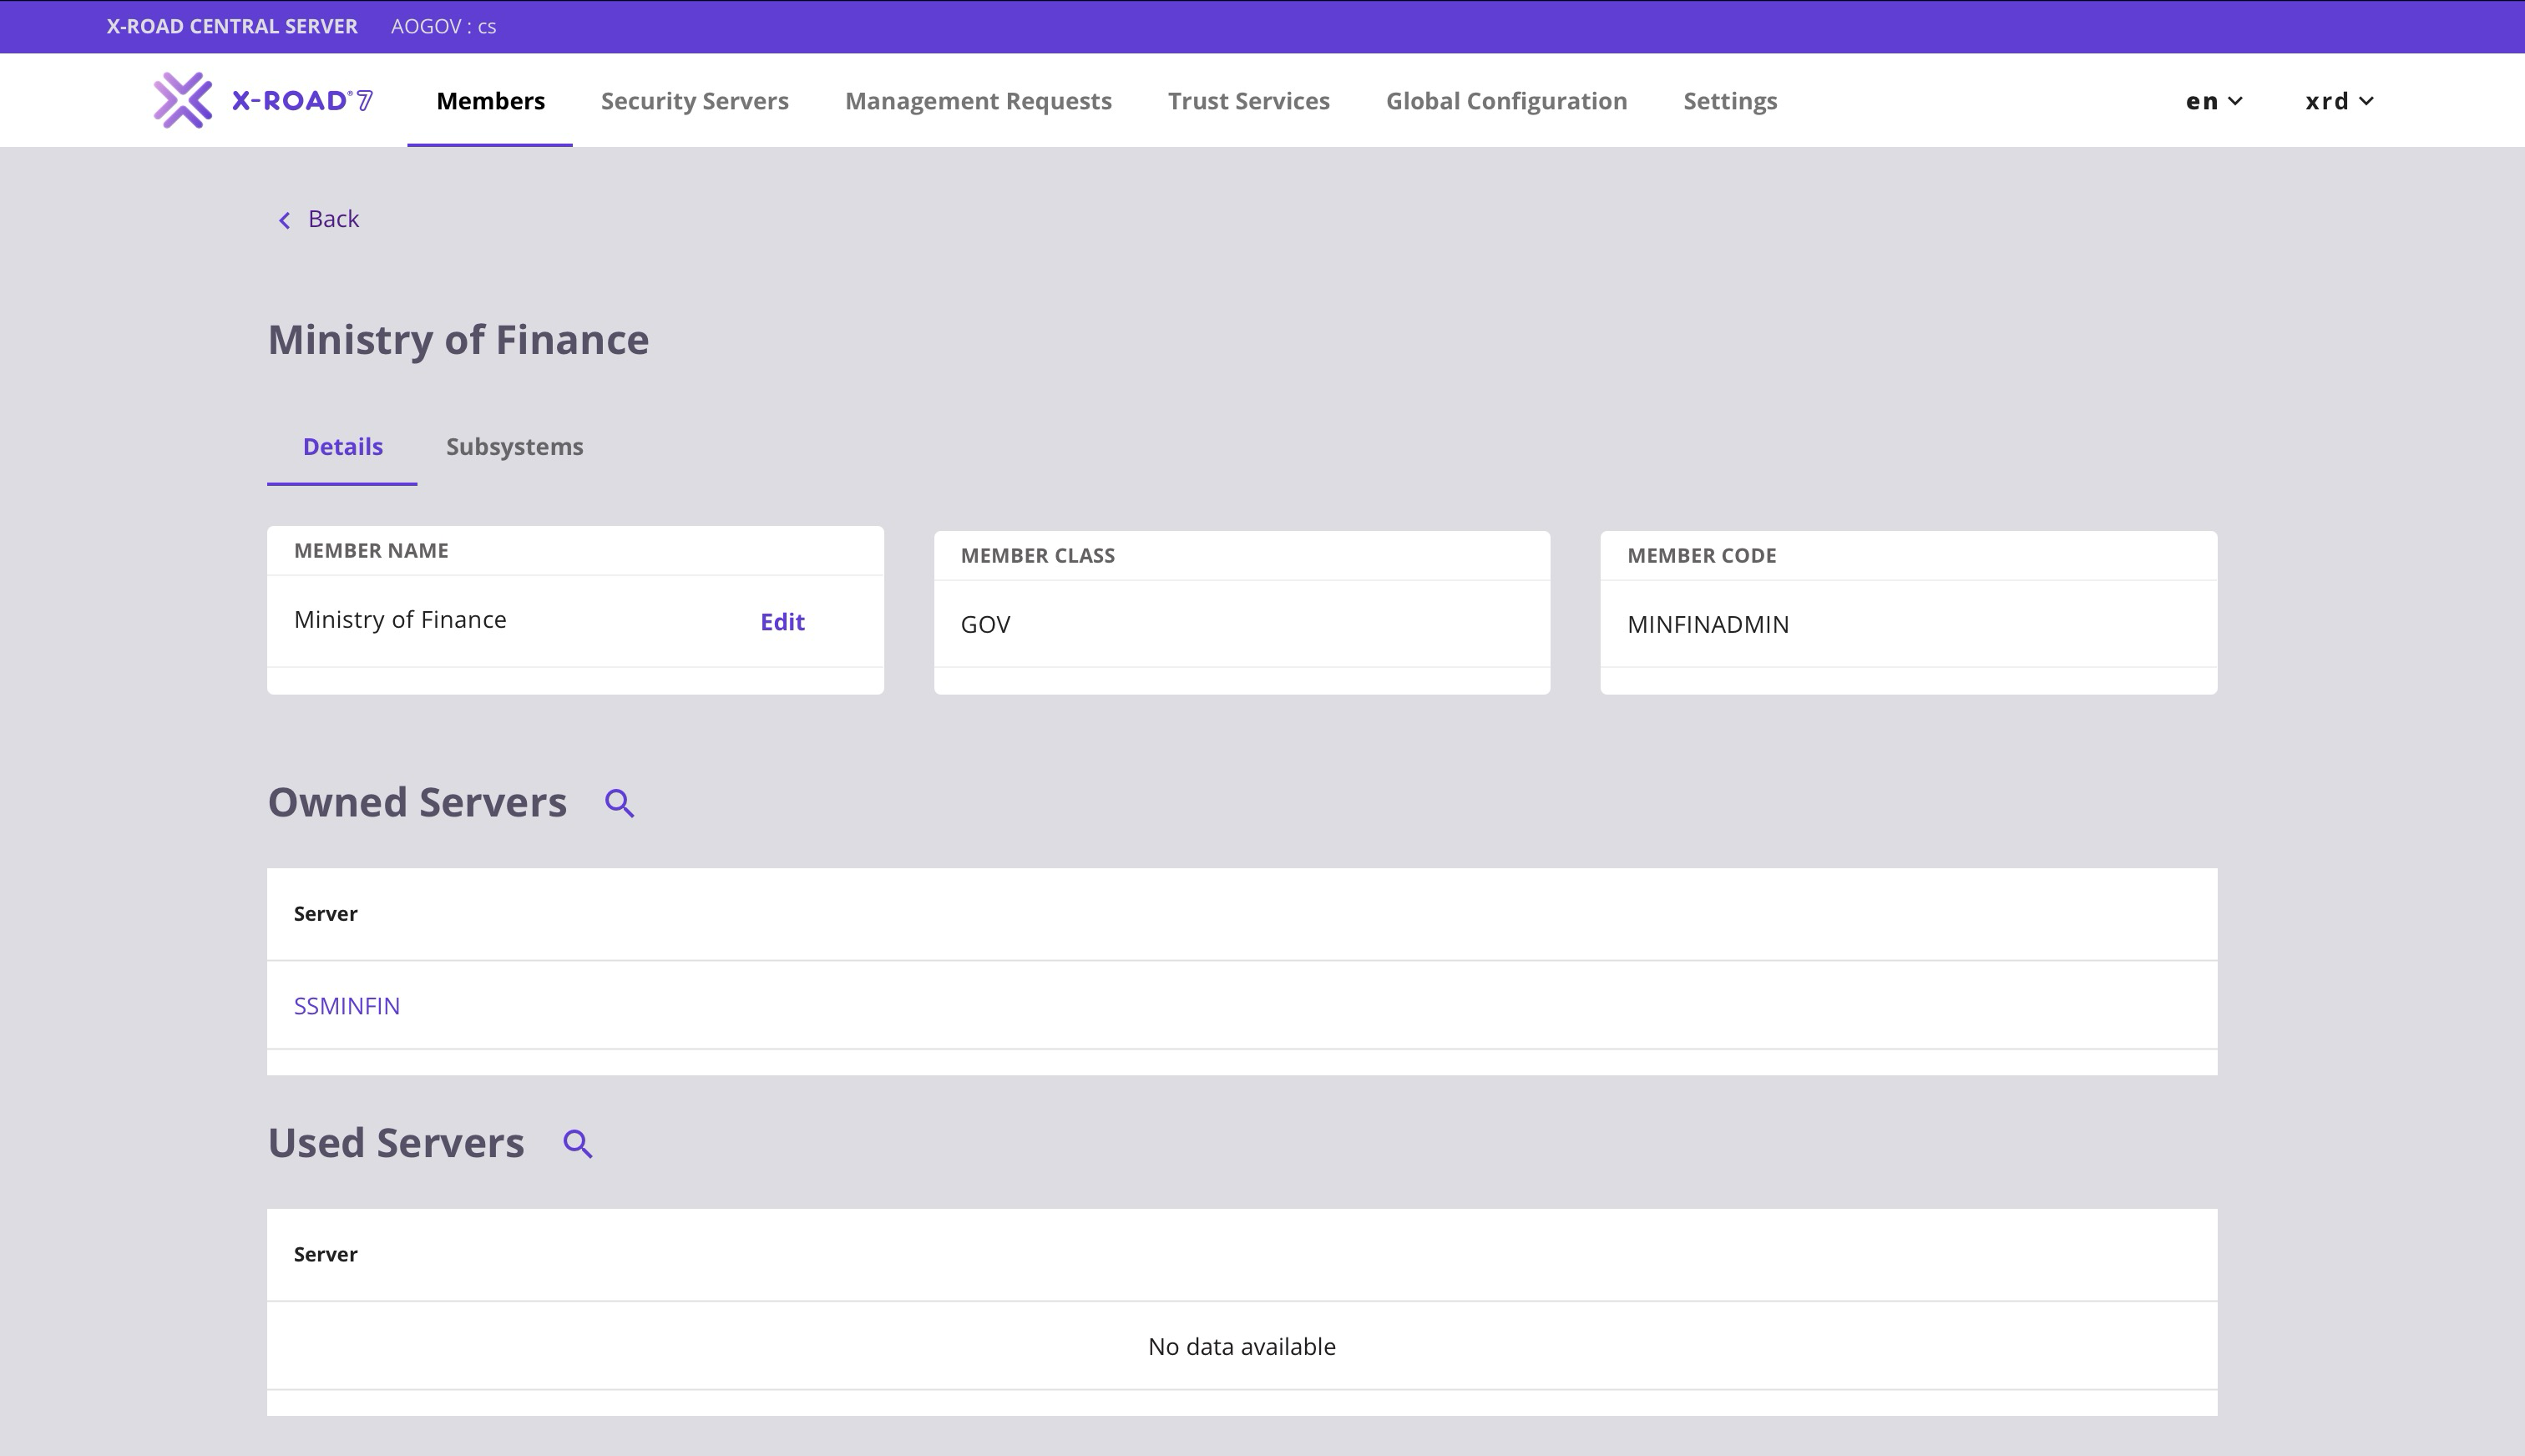 X-ROAD CENTRAL SERVER AOGOV : cs
X-ROAD® 7 Members Security Servers Management Requests Trust Services Global Configuration Settings en xrd
Back
Ministry of Finance
Details Subsystems
MEMBER NAME
Ministry of Finance Edit
MEMBER CLASS
GOV
MEMBER CODE
MINFINADMIN
Owned Servers
Server
SSMINFIN
Used Servers
Server
No data available